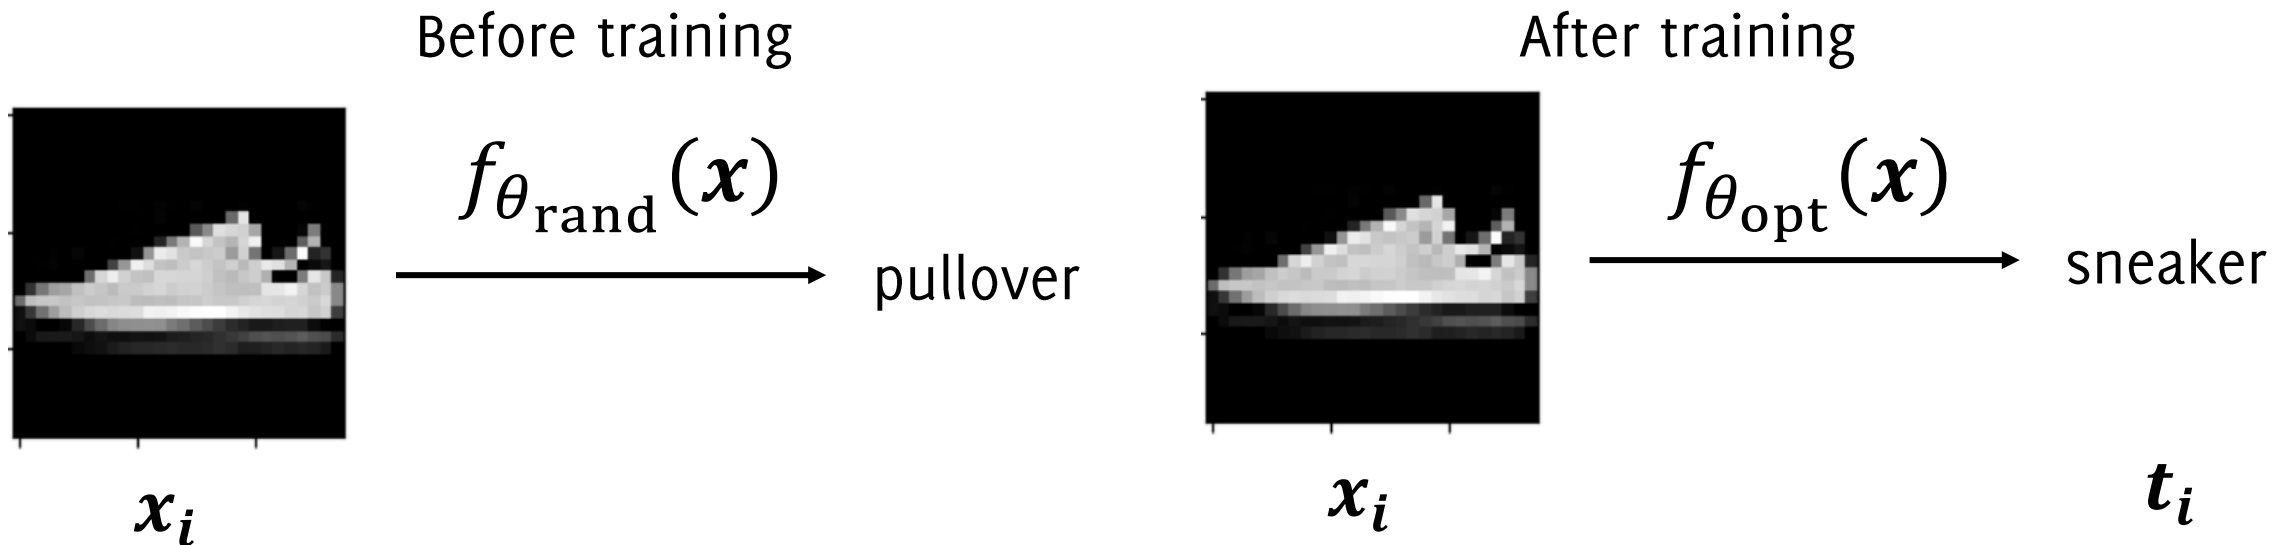 Before training
f_{θ_rand}(x)
pullover
x_i
After training
f_{θ_opt}(x)
sneaker
x_i
t_i